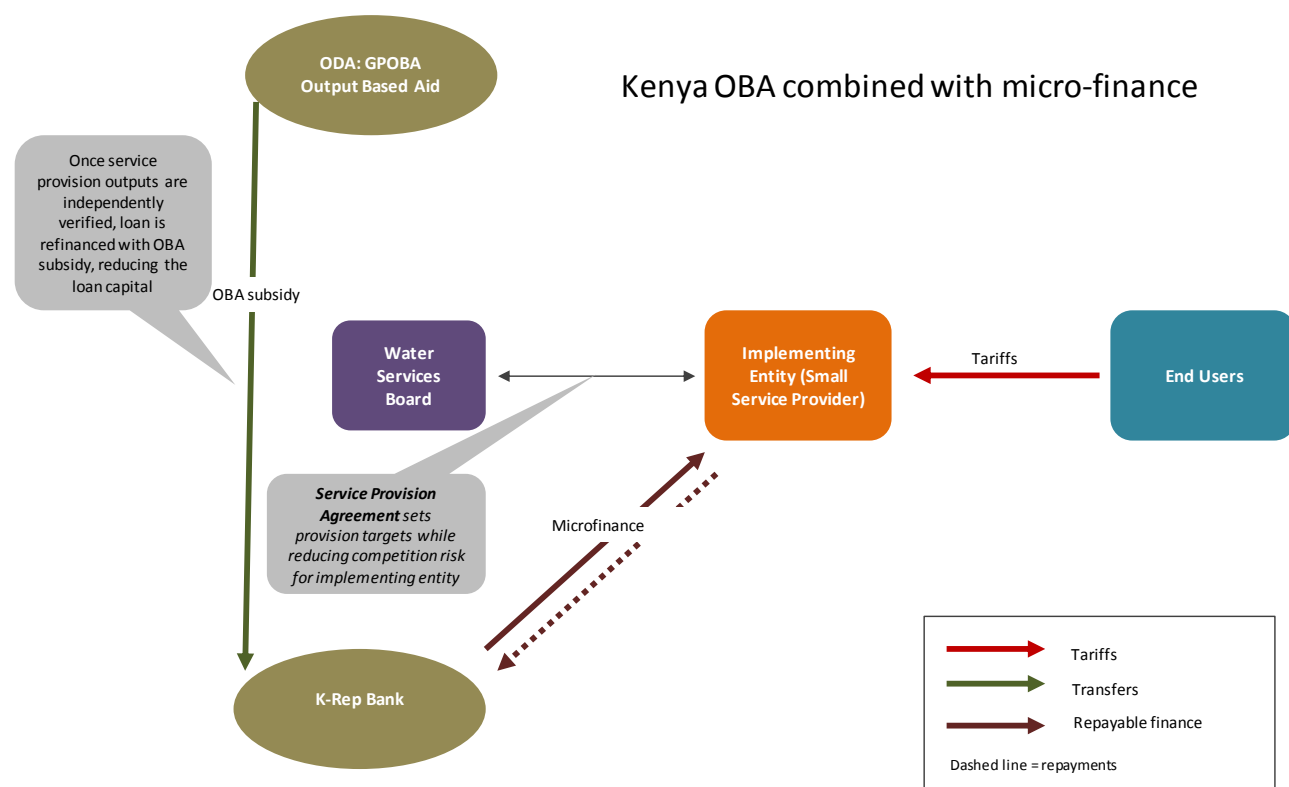 ODA: GPOBA
Output Based Aid
Kenya OBA combined with micro-finance
Once service
provision outputs are
independently
verified, loan is
refinanced with OBA
subsidy, reducing the
loan capital
OBA subsidy
Water
Services
Board
Implementing
Entity (Small
Service Provider)
Tariffs
End Users
Service Provision
Agreement sets
provision targets while
reducing competition risk
for implementing entity
Microfinance
K-Rep Bank
Tariffs
Transfers
Repayable finance
Dashed line = repayments